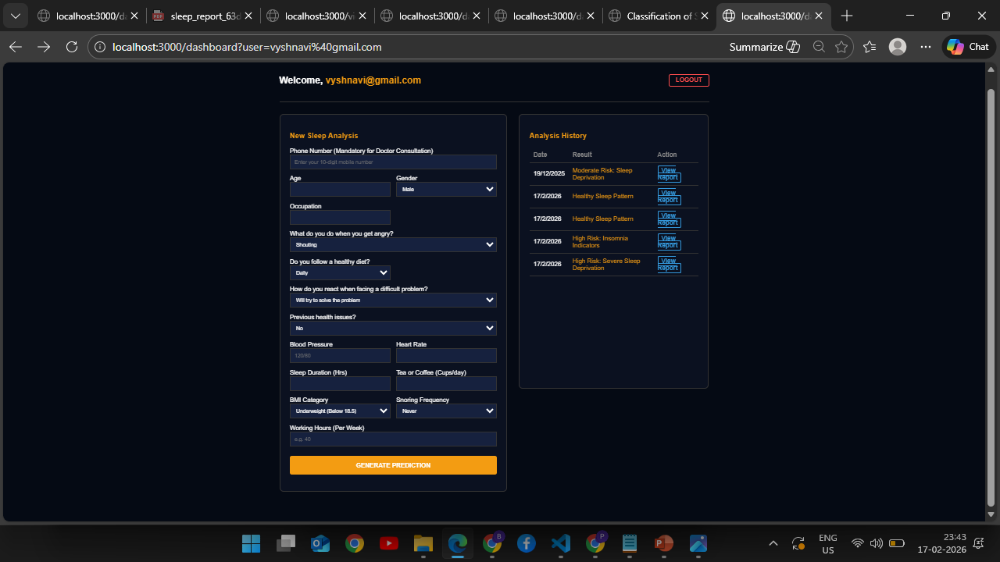 localhost:3000/da
sleep_report_63d
localhost:3000/vi
localhost:3000/da
localhost:3000/da
Classification of S
localhost:3000/da
localhost:3000/dashboard?user=vyshnavi%40gmail.com
Summarize
Chat
Welcome, vyshnavi@gmail.com
LOGOUT
New Sleep Analysis
Phone Number (Mandatory for Doctor Consultation)
Enter your 10-digit mobile number
Age
Gender
Male
Occupation
What do you do when you get angry?
Shouting
Do you follow a healthy diet?
Daily
How do you react when facing a difficult problem?
Will try to solve the problem
Previous health issues?
No
Blood Pressure
Heart Rate
120/80
Sleep Duration (Hrs)
Tea or Coffee (Cups/day)
BMI Category
Snoring Frequency
Underweight (Below 18.5)
Never
Working Hours (Per Week)
e.g. 40
GENERATE PREDICTION
Analysis History
Date Result Action
19/12/2025 Moderate Risk: Sleep Deprivation View Report
17/2/2026 Healthy Sleep Pattern View Report
17/2/2026 Healthy Sleep Pattern View Report
17/2/2026 High Risk: Insomnia Indicators View Report
17/2/2026 High Risk: Severe Sleep Deprivation View Report
ENG
US
23:43
17-02-2026